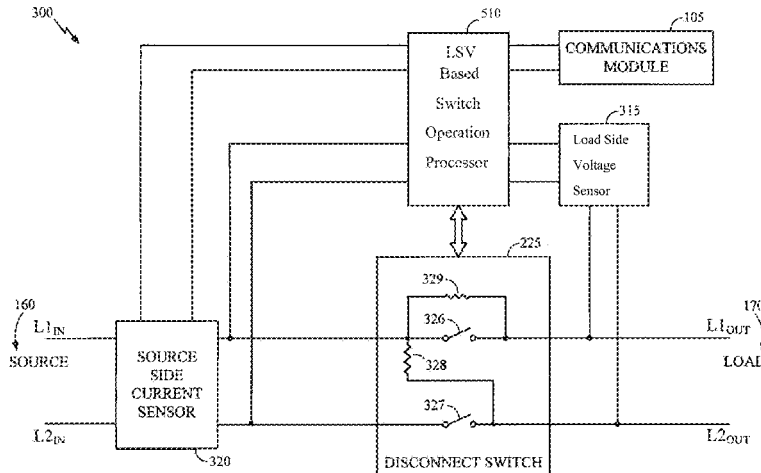 300
510
LSV
Based
Switch
Operation
Processor
105
COMMUNICATIONS
MODULE
315
Load Side
Voltage
Sensor
225
329
326
328
327
160
L1IN
SOURCE
L2IN
SOURCE
SIDE
CURRENT
SENSOR
320
DISCONNECT SWITCH
170
L1OUT
LOAD
L2OUT